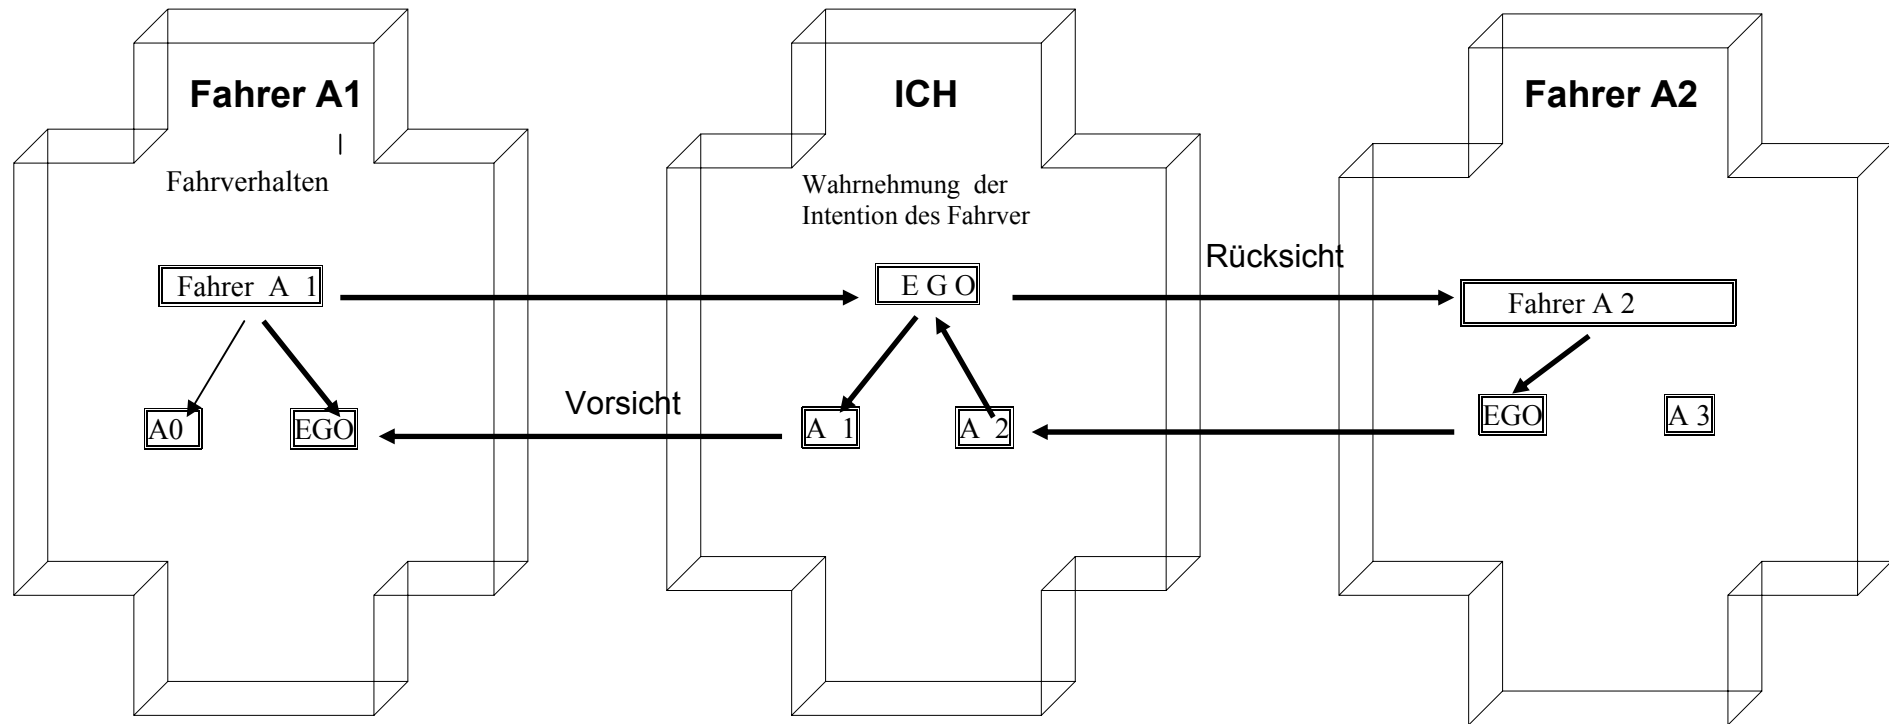 Fahrer A1
Fahrverhalten
Fahrer A 1
A0
EGO
Vorsicht
ICH
Wahrnehmung der
Intention des Fahrver
E G O
A 1
A 2
Rücksicht
Fahrer A2
Fahrer A 2
EGO
A 3